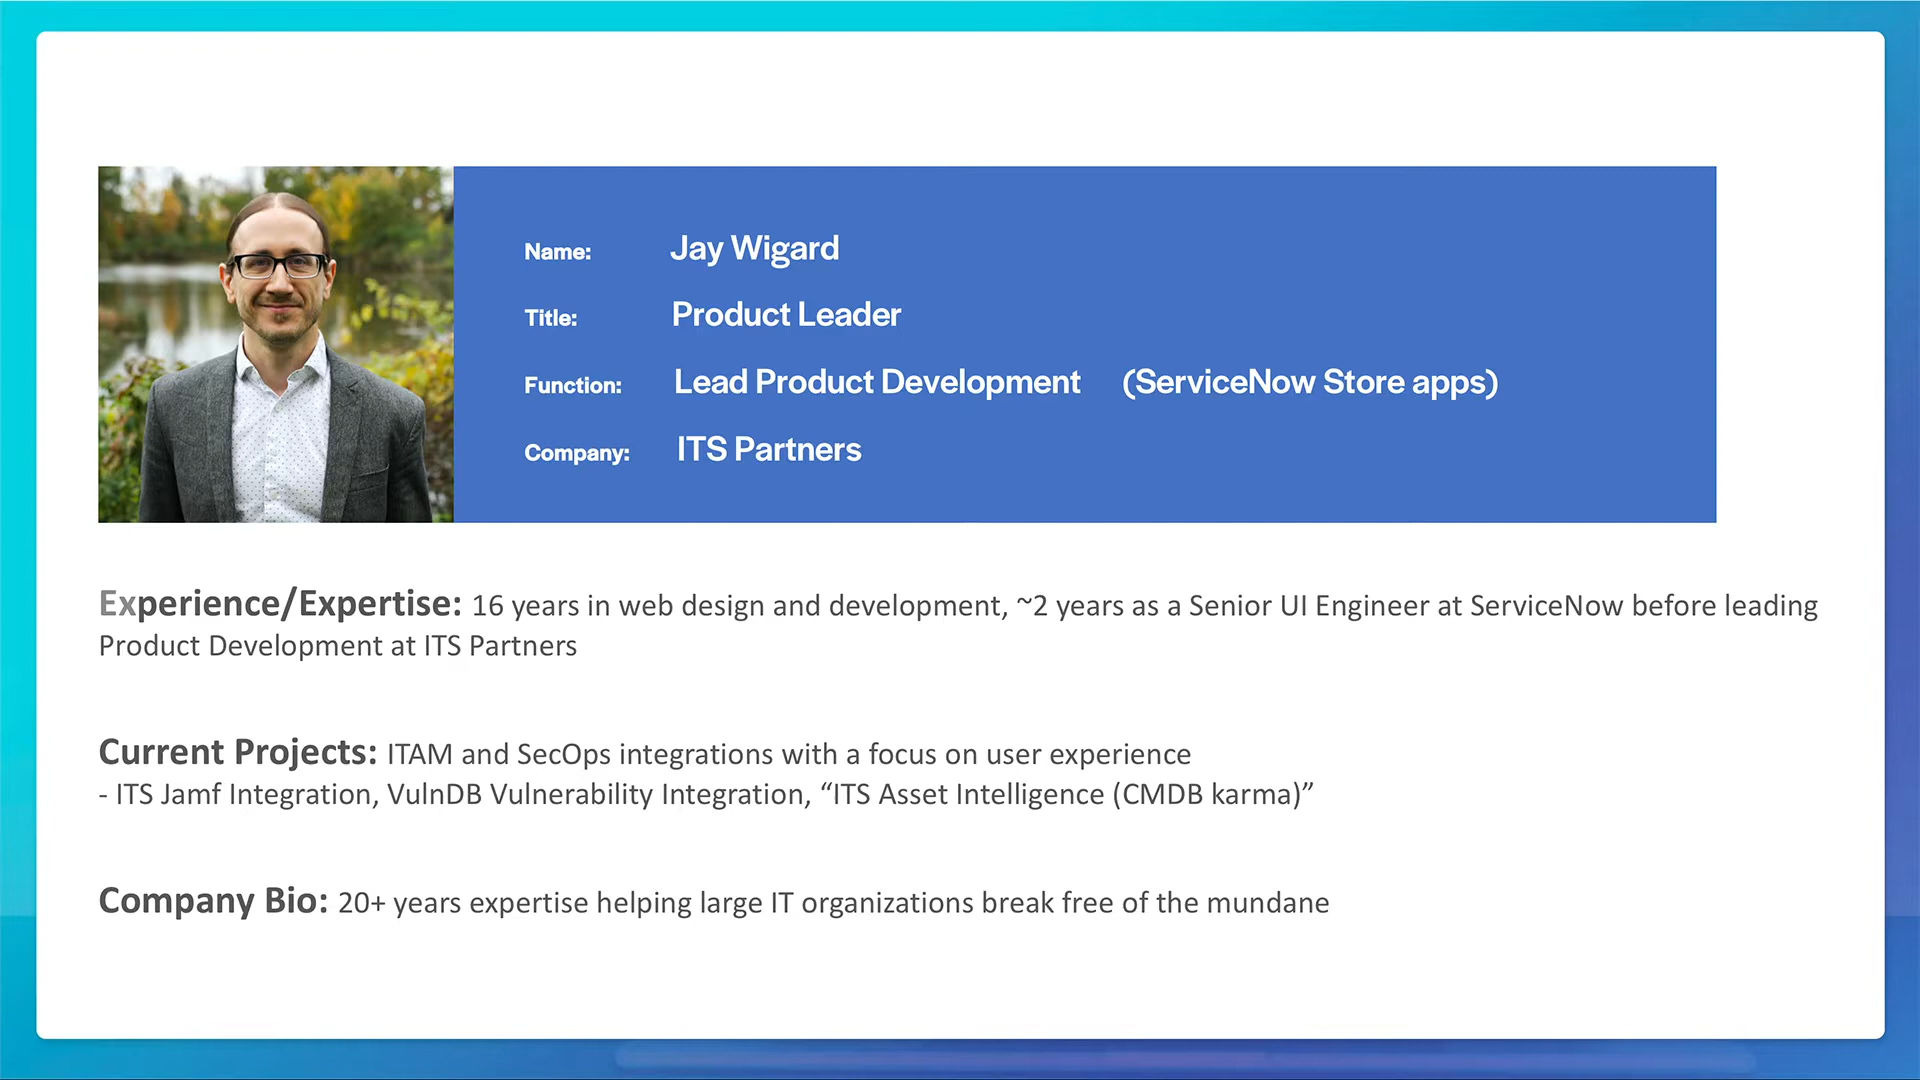 Name: Jay Wigard
Title: Product Leader
Function: Lead Product Development (ServiceNow Store apps)
Company: ITS Partners
Experience/Expertise: 16 years in web design and development, ~2 years as a Senior UI Engineer at ServiceNow before leading
Product Development at ITS Partners
Current Projects: ITAM and SecOps integrations with a focus on user experience
- ITS Jamf Integration, VulnDB Vulnerability Integration, “ITS Asset Intelligence (CMDB karma)”
Company Bio: 20+ years expertise helping large IT organizations break free of the mundane